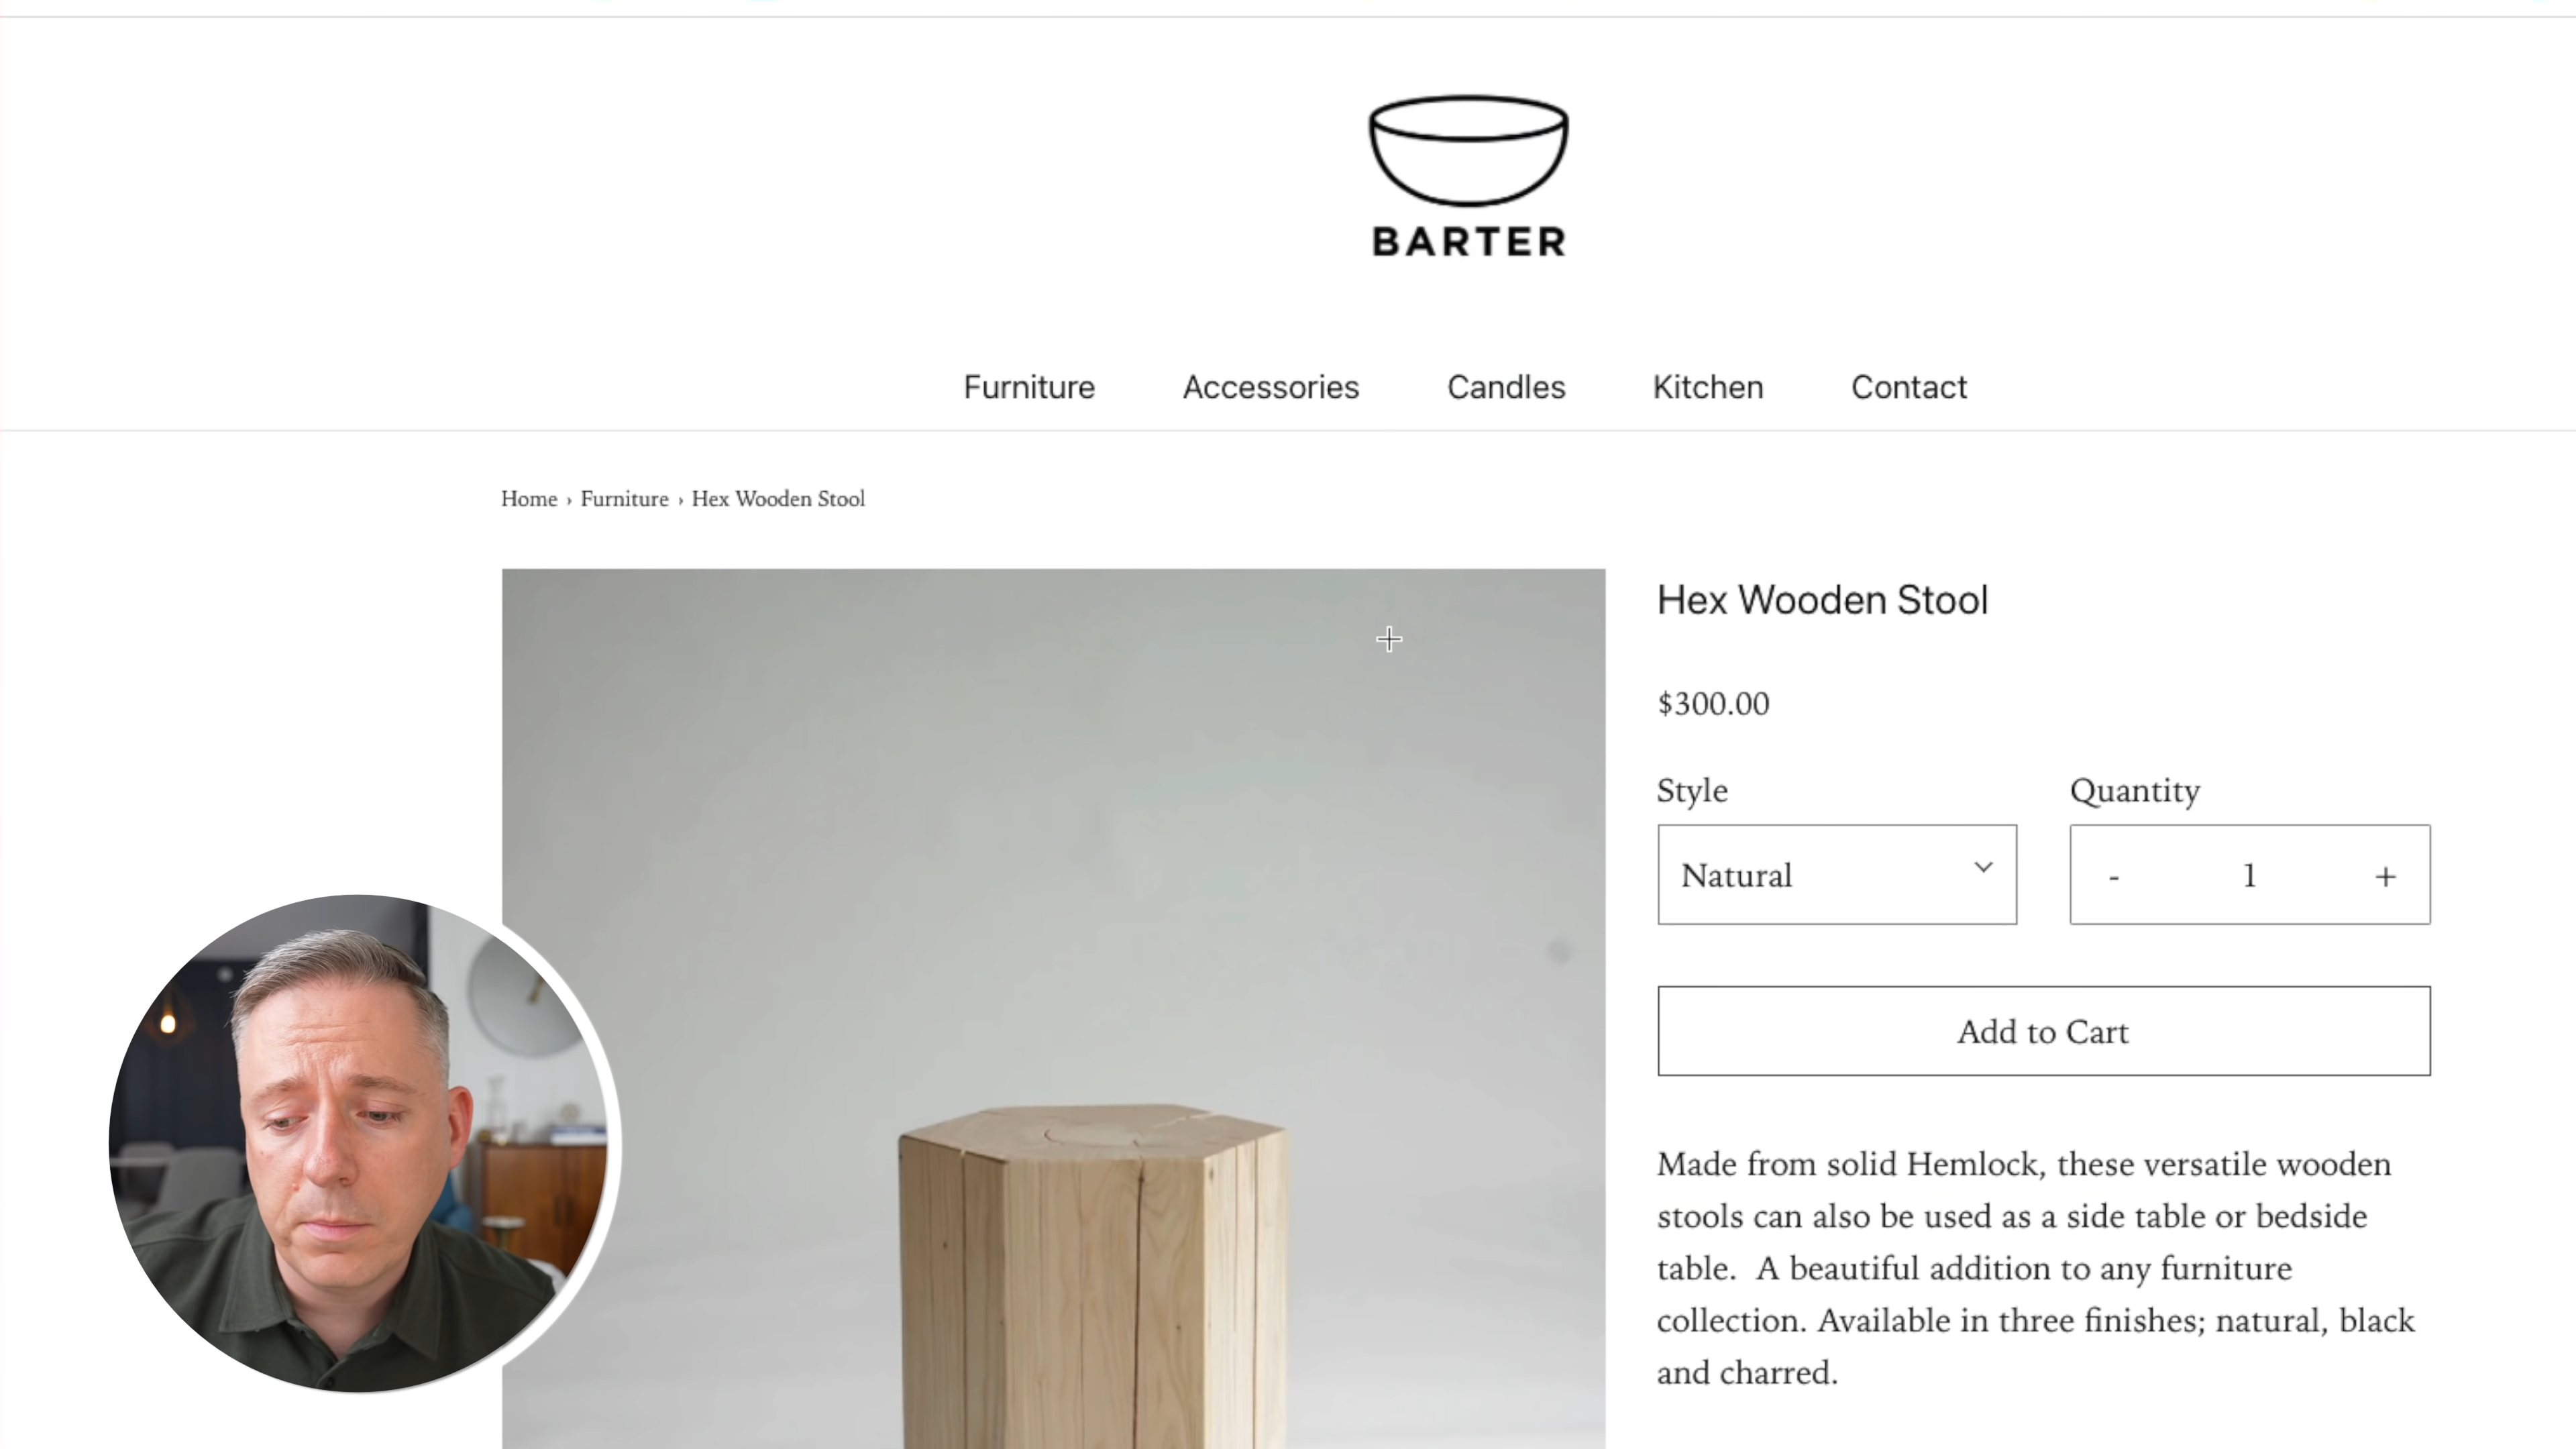 BARTER
Furniture Accessories Candles Kitchen Contact
Home › Furniture › Hex Wooden Stool
Hex Wooden Stool
$300.00
Style
Quantity
Natural
- 1 +
Add to Cart
Made from solid Hemlock, these versatile wooden
stools can also be used as a side table or bedside
table.  A beautiful addition to any furniture
collection. Available in three finishes; natural, black
and charred.